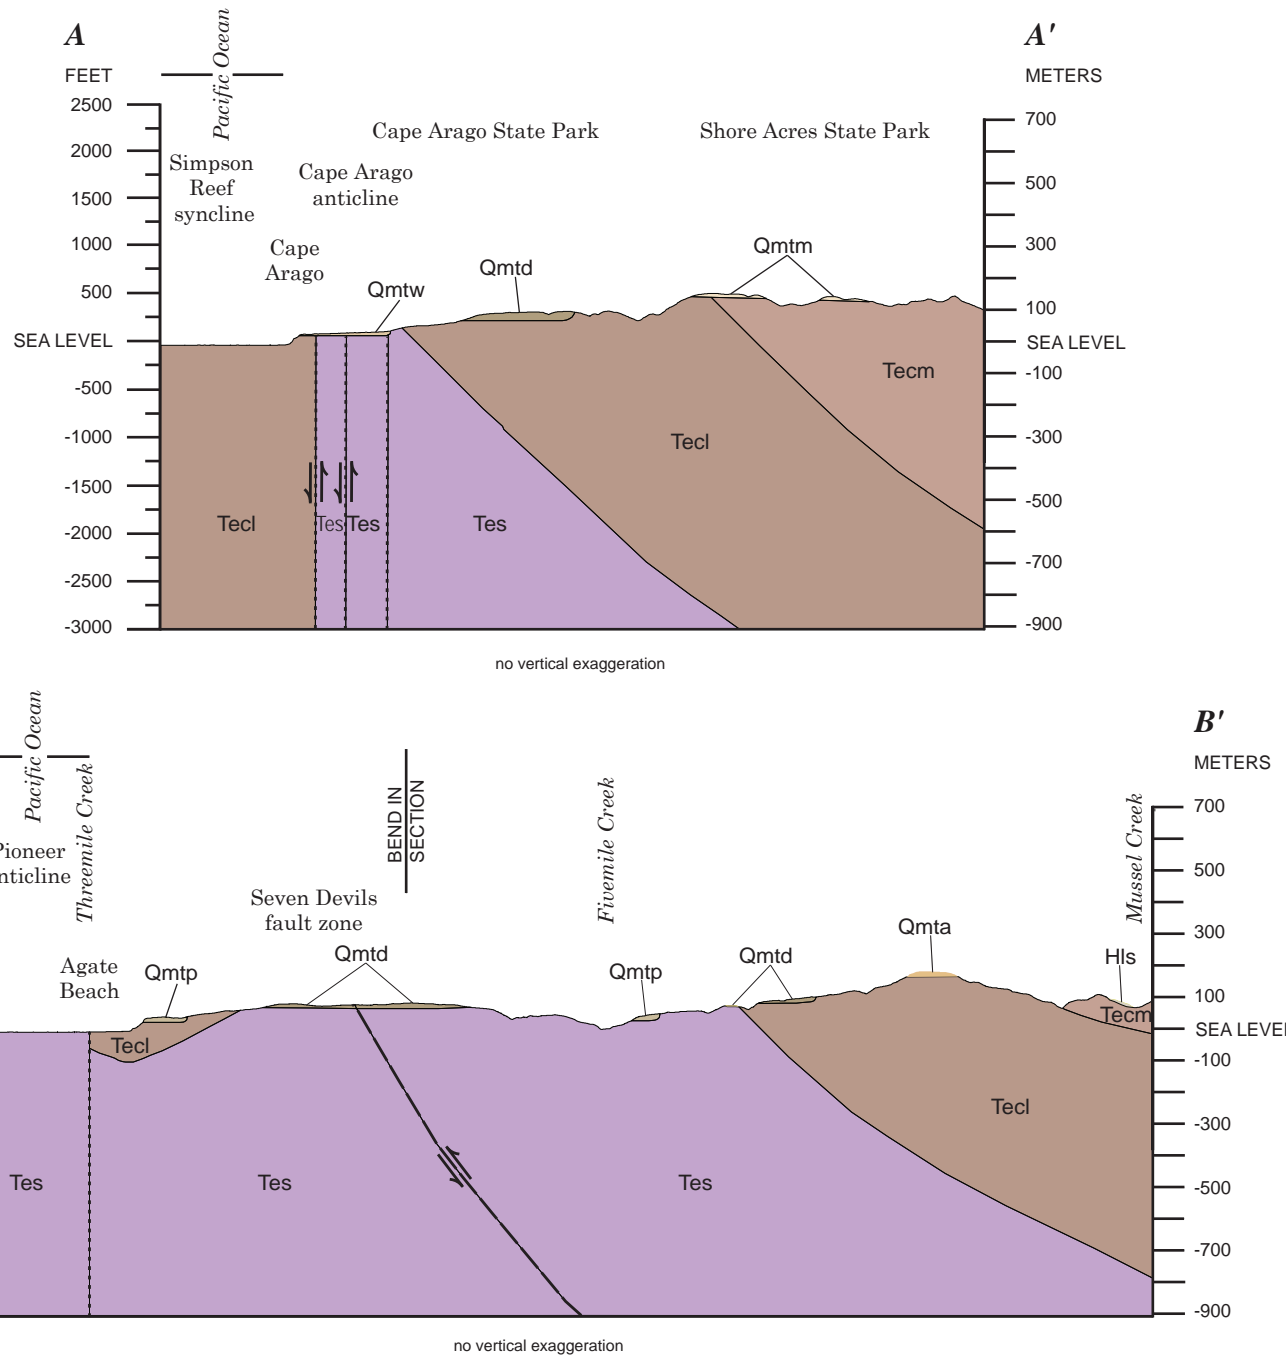 A
A'
FEET
METERS
Pacific Ocean
2500
2000
1500
1000
500
SEA LEVEL
-500
-1000
-1500
-2000
-2500
-3000
700
500
300
100
SEA LEVEL
-100
-300
-500
-700
-900
Cape Arago State Park
Shore Acres State Park
Simpson
Reef
syncline
Cape Arago
anticline
Cape
Arago
Qmtw
Qmtd
Qmtm
Tecm
Tecl
Tecl
Tes
Tes
Tes
no vertical exaggeration
B'
METERS
Pacific Ocean
Threemile Creek
BEND IN
SECTION
Fivemile Creek
Mussel Creek
Pioneer
nticline
Seven Devils
fault zone
Agate
Beach
Qmtp
Qmtd
Qmtp
Qmtd
Qmta
Hls
700
500
300
100
SEA LEVEL
-100
-300
-500
-700
-900
Tecl
Tecm
Tecl
Tes
Tes
Tes
no vertical exaggeration